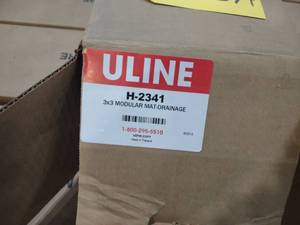 ULINE
H-2341
3x3 MODULAR MAT-DRAINAGE
1-800-295-5510